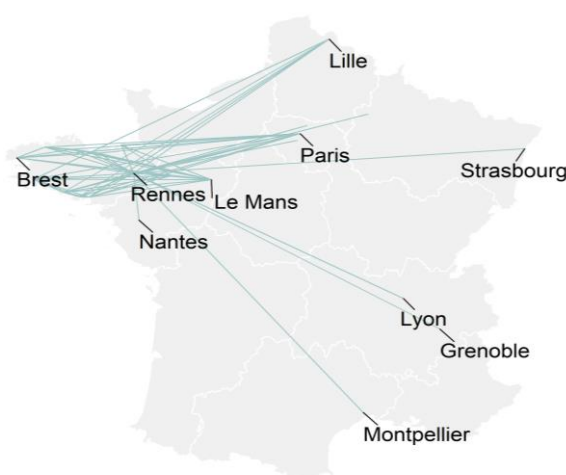 Lille
Paris
Strasbourg
Brest
Rennes
Le Mans
Nantes
Lyon
Grenoble
Montpellier